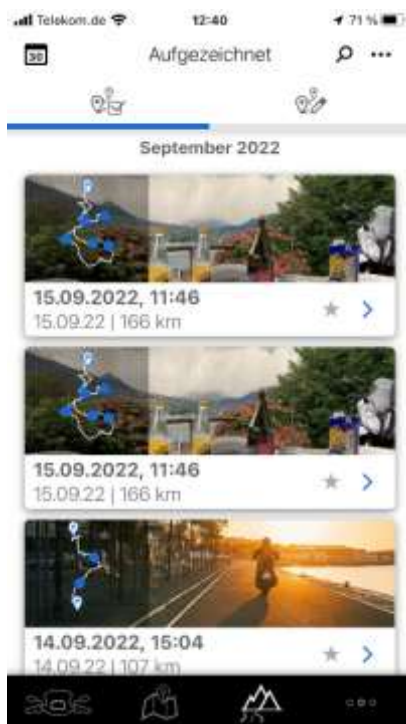 Telekom.de 12:40 71 %
30 Aufgezeichnet
September 2022
15.09.2022, 11:46
15.09.22 | 166 km
15.09.2022, 11:46
15.09.22 | 166 km
14.09.2022, 15:04
14.09.22 | 107 km